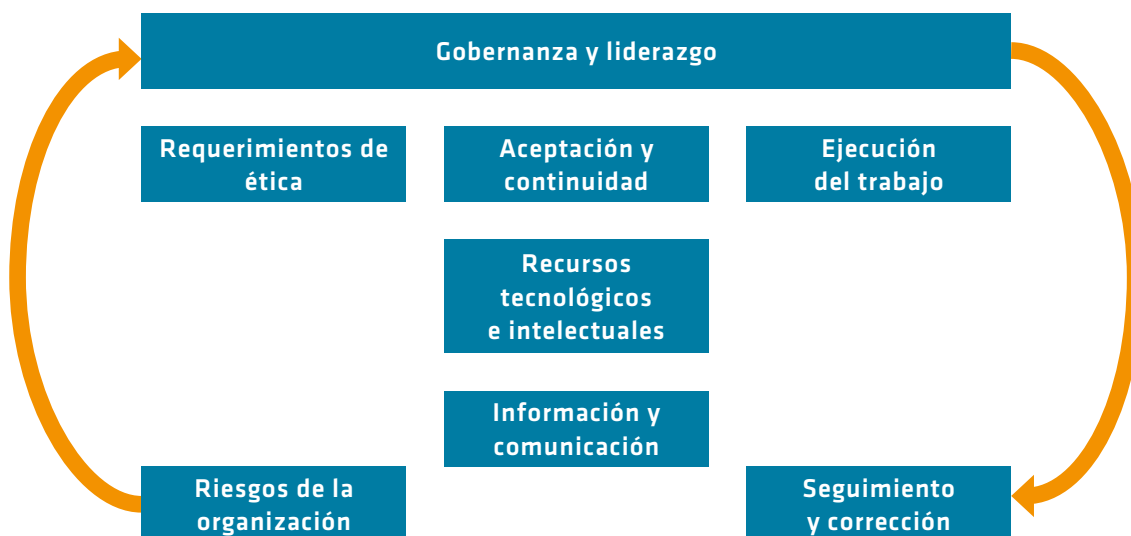 Gobernanza y liderazgo
Requerimientos de
ética
Aceptación y
continuidad
Ejecución
del trabajo
Recursos
tecnológicos
e intelectuales
Información y
comunicación
Riesgos de la
organización
Seguimiento
y corrección